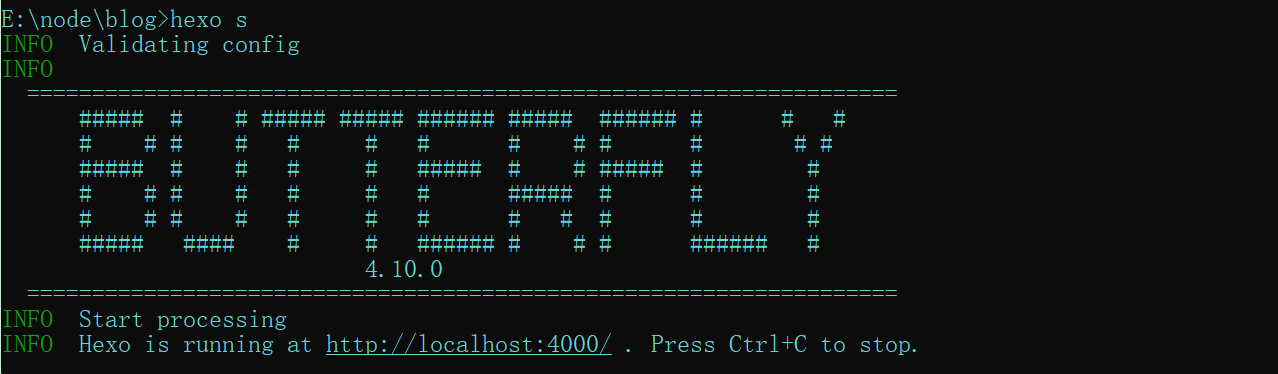 E:\node\blog>hexo s
INFO  Validating config
INFO
  ===================================================================
      #####  #    # ##### ##### ###### #####  ###### #      #   #
      #    # #    #   #     #   #      #    # #      #       # #
      #####  #    #   #     #   #####  #    # #####  #        #
      #    # #    #   #     #   #      #####  #      #        #
      #    # #    #   #     #   #      #   #  #      #        #
      #####   ####    #     #   ###### #    # #      ######   #
                            4.10.0
  ===================================================================
INFO  Start processing
INFO  Hexo is running at http://localhost:4000/ . Press Ctrl+C to stop.